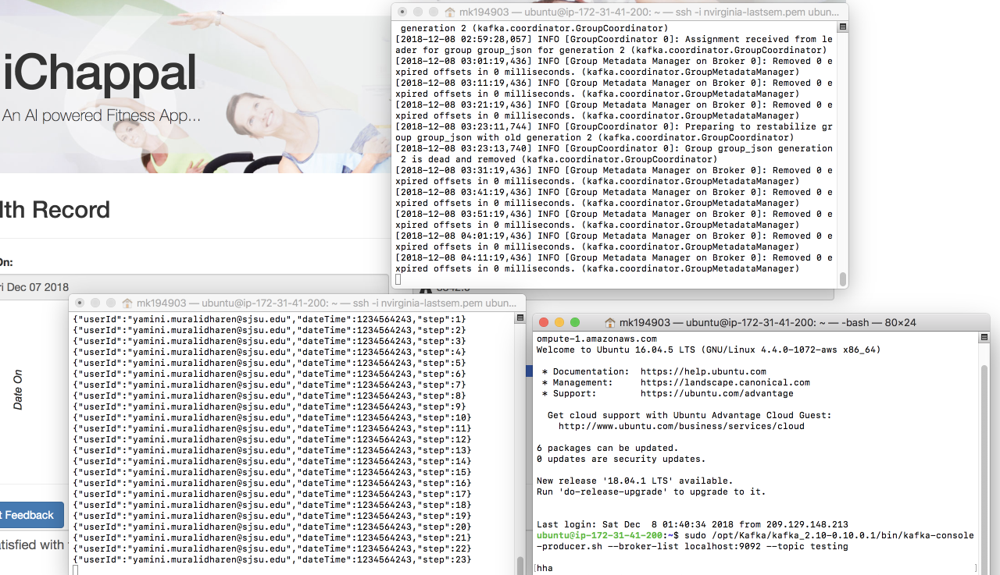 iChappal
An AI powered Fitness App...
lth Record
On:
ri Dec 07 2018
Date On
t Feedback
atisfied with
mk194903 — ubuntu@ip-172-31-41-200: ~ — ssh -i nvirginia-lastsem.pem ubun...
generation 2 (kafka.coordinator.GroupCoordinator)
[2018-12-08 02:59:28,057] INFO [GroupCoordinator 0]: Assignment received from le
ader for group group_json for generation 2 (kafka.coordinator.GroupCoordinator)
[2018-12-08 03:01:19,436] INFO [Group Metadata Manager on Broker 0]: Removed 0 e
xpired offsets in 0 milliseconds. (kafka.coordinator.GroupMetadataManager)
[2018-12-08 03:11:19,436] INFO [Group Metadata Manager on Broker 0]: Removed 0 e
xpired offsets in 0 milliseconds. (kafka.coordinator.GroupMetadataManager)
[2018-12-08 03:21:19,436] INFO [Group Metadata Manager on Broker 0]: Removed 0 e
xpired offsets in 0 milliseconds. (kafka.coordinator.GroupMetadataManager)
[2018-12-08 03:23:11,744] INFO [GroupCoordinator 0]: Preparing to restabilize gr
oup group_json with old generation 2 (kafka.coordinator.GroupCoordinator)
[2018-12-08 03:23:13,740] INFO [GroupCoordinator 0]: Group group_json generation
2 is dead and removed (kafka.coordinator.GroupCoordinator)
[2018-12-08 03:31:19,436] INFO [Group Metadata Manager on Broker 0]: Removed 0 e
xpired offsets in 0 milliseconds. (kafka.coordinator.GroupMetadataManager)
[2018-12-08 03:41:19,436] INFO [Group Metadata Manager on Broker 0]: Removed 0 e
xpired offsets in 0 milliseconds. (kafka.coordinator.GroupMetadataManager)
[2018-12-08 03:51:19,436] INFO [Group Metadata Manager on Broker 0]: Removed 0 e
xpired offsets in 0 milliseconds. (kafka.coordinator.GroupMetadataManager)
[2018-12-08 04:01:19,436] INFO [Group Metadata Manager on Broker 0]: Removed 0 e
xpired offsets in 0 milliseconds. (kafka.coordinator.GroupMetadataManager)
[2018-12-08 04:11:19,436] INFO [Group Metadata Manager on Broker 0]: Removed 0 e
xpired offsets in 0 milliseconds. (kafka.coordinator.GroupMetadataManager)
mk194903 — ubuntu@ip-172-31-41-200: ~ — ssh -i nvirginia-lastsem.pem ubun...
{"userId":"yamini.muralidharen@sjsu.edu","dateTime":1234564243,"step":1}
{"userId":"yamini.muralidharen@sjsu.edu","dateTime":1234564243,"step":2}
{"userId":"yamini.muralidharen@sjsu.edu","dateTime":1234564243,"step":3}
{"userId":"yamini.muralidharen@sjsu.edu","dateTime":1234564243,"step":4}
{"userId":"yamini.muralidharen@sjsu.edu","dateTime":1234564243,"step":5}
{"userId":"yamini.muralidharen@sjsu.edu","dateTime":1234564243,"step":6}
{"userId":"yamini.muralidharen@sjsu.edu","dateTime":1234564243,"step":7}
{"userId":"yamini.muralidharen@sjsu.edu","dateTime":1234564243,"step":8}
{"userId":"yamini.muralidharen@sjsu.edu","dateTime":1234564243,"step":9}
{"userId":"yamini.muralidharen@sjsu.edu","dateTime":1234564243,"step":10}
{"userId":"yamini.muralidharen@sjsu.edu","dateTime":1234564243,"step":11}
{"userId":"yamini.muralidharen@sjsu.edu","dateTime":1234564243,"step":12}
{"userId":"yamini.muralidharen@sjsu.edu","dateTime":1234564243,"step":13}
{"userId":"yamini.muralidharen@sjsu.edu","dateTime":1234564243,"step":14}
{"userId":"yamini.muralidharen@sjsu.edu","dateTime":1234564243,"step":15}
{"userId":"yamini.muralidharen@sjsu.edu","dateTime":1234564243,"step":16}
{"userId":"yamini.muralidharen@sjsu.edu","dateTime":1234564243,"step":17}
{"userId":"yamini.muralidharen@sjsu.edu","dateTime":1234564243,"step":18}
{"userId":"yamini.muralidharen@sjsu.edu","dateTime":1234564243,"step":19}
{"userId":"yamini.muralidharen@sjsu.edu","dateTime":1234564243,"step":20}
{"userId":"yamini.muralidharen@sjsu.edu","dateTime":1234564243,"step":21}
{"userId":"yamini.muralidharen@sjsu.edu","dateTime":1234564243,"step":22}
{"userId":"yamini.muralidharen@sjsu.edu","dateTime":1234564243,"step":23}
mk194903 — ubuntu@ip-172-31-41-200: ~ — -bash — 80×24
ompute-1.amazonaws.com
Welcome to Ubuntu 16.04.5 LTS (GNU/Linux 4.4.0-1072-aws x86_64)
* Documentation:  https://help.ubuntu.com
* Management:     https://landscape.canonical.com
* Support:        https://ubuntu.com/advantage
Get cloud support with Ubuntu Advantage Cloud Guest:
http://www.ubuntu.com/business/services/cloud
6 packages can be updated.
0 updates are security updates.
New release '18.04.1 LTS' available.
Run 'do-release-upgrade' to upgrade to it.
Last login: Sat Dec  8 01:40:34 2018 from 209.129.148.213
ubuntu@ip-172-31-41-200:~$ sudo /opt/Kafka/kafka_2.10-0.10.0.1/bin/kafka-console
-producer.sh --broker-list localhost:9092 --topic testing
[hha ]